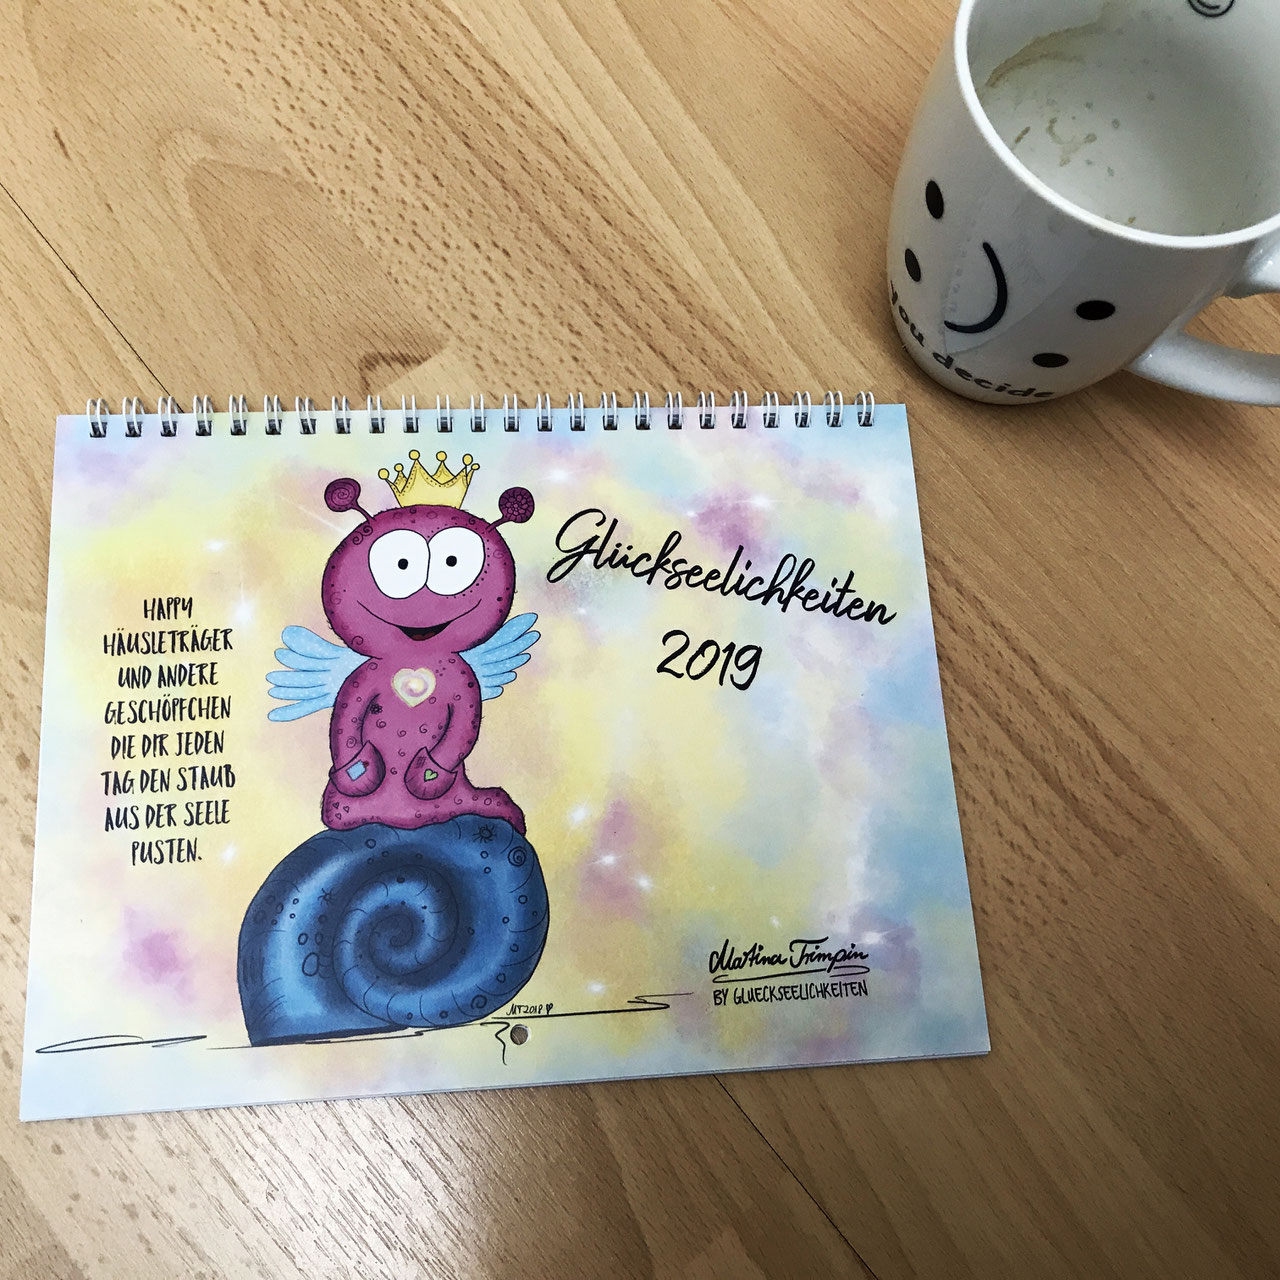 you decide
Glückseelichkeiten
2019
HAPPY
HÄUSLETRÄGER
UND ANDERE
GESCHÖPFCHEN
DIE DIR JEDEN
TAG DEN STAUB
AUS DER SEELE
PUSTEN.
Martina Trimpin
BY GLUECKSEELICHKEITEN
MT2018